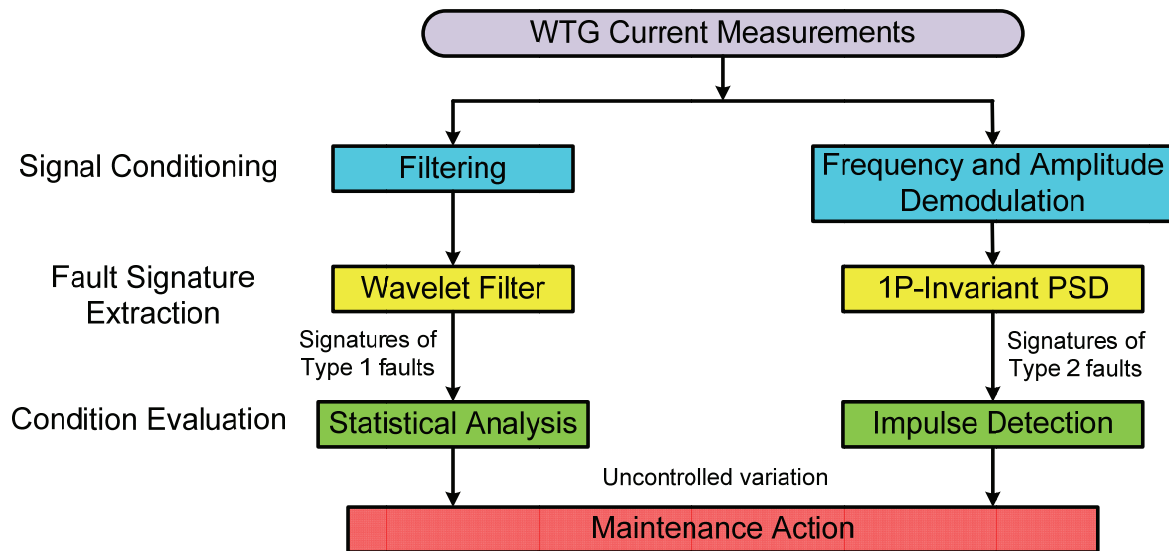 WTG Current Measurements
Signal Conditioning
Filtering
Frequency and Amplitude
Demodulation
Fault Signature
Extraction
Wavelet Filter
1P-Invariant PSD
Signatures of
Type 1 faults
Signatures of
Type 2 faults
Condition Evaluation
Statistical Analysis
Impulse Detection
Uncontrolled variation
Maintenance Action